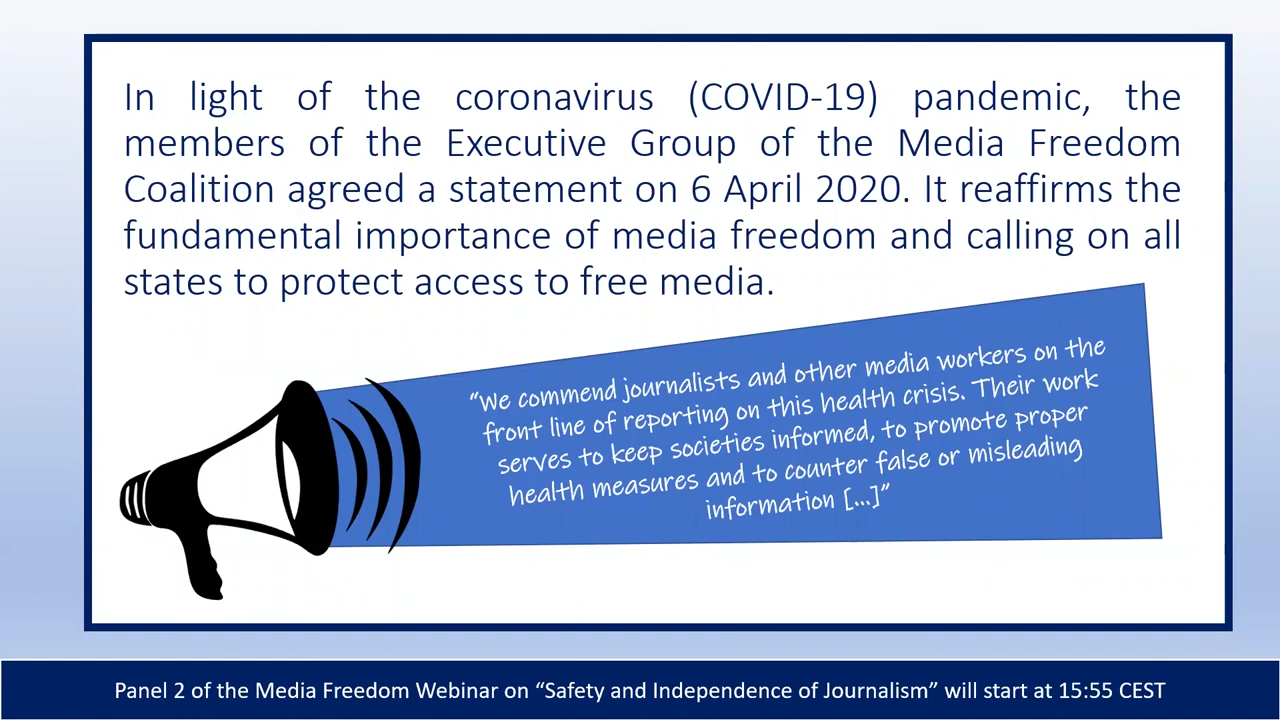 In light of the coronavirus (COVID-19) pandemic, the
members of the Executive Group of the Media Freedom
Coalition agreed a statement on 6 April 2020. It reaffirms the
fundamental importance of media freedom and calling on all
states to protect access to free media.
“We commend journalists and other media workers on the
front line of reporting on this health crisis. Their work
serves to keep societies informed, to promote proper
health measures and to counter false or misleading
information [...]”
Panel 2 of the Media Freedom Webinar on “Safety and Independence of Journalism” will start at 15:55 CEST